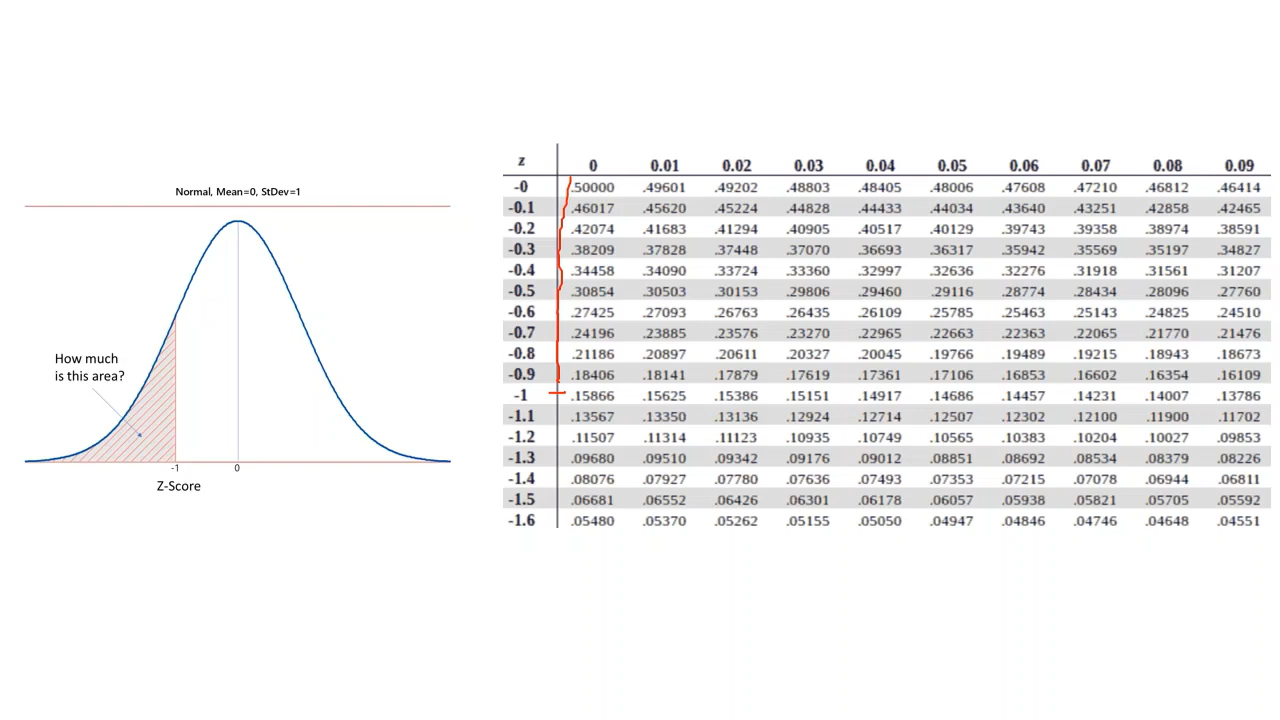 Normal, Mean=0, StDev=1
How much
is this area?
-1 0
Z-Score
z 0 0.01 0.02 0.03 0.04 0.05 0.06 0.07 0.08 0.09
-0 .50000 .49601 .49202 .48803 .48405 .48006 .47608 .47210 .46812 .46414
-0.1 .46017 .45620 .45224 .44828 .44433 .44034 .43640 .43251 .42858 .42465
-0.2 .42074 .41683 .41294 .40905 .40517 .40129 .39743 .39358 .38974 .38591
-0.3 .38209 .37828 .37448 .37070 .36693 .36317 .35942 .35569 .35197 .34827
-0.4 .34458 .34090 .33724 .33360 .32997 .32636 .32276 .31918 .31561 .31207
-0.5 .30854 .30503 .30153 .29806 .29460 .29116 .28774 .28434 .28096 .27760
-0.6 .27425 .27093 .26763 .26435 .26109 .25785 .25463 .25143 .24825 .24510
-0.7 .24196 .23885 .23576 .23270 .22965 .22663 .22363 .22065 .21770 .21476
-0.8 .21186 .20897 .20611 .20327 .20045 .19766 .19489 .19215 .18943 .18673
-0.9 .18406 .18141 .17879 .17619 .17361 .17106 .16853 .16602 .16354 .16109
-1 .15866 .15625 .15386 .15151 .14917 .14686 .14457 .14231 .14007 .13786
-1.1 .13567 .13350 .13136 .12924 .12714 .12507 .12302 .12100 .11900 .11702
-1.2 .11507 .11314 .11123 .10935 .10749 .10565 .10383 .10204 .10027 .09853
-1.3 .09680 .09510 .09342 .09176 .09012 .08851 .08692 .08534 .08379 .08226
-1.4 .08076 .07927 .07780 .07636 .07493 .07353 .07215 .07078 .06944 .06811
-1.5 .06681 .06552 .06426 .06301 .06178 .06057 .05938 .05821 .05705 .05592
-1.6 .05480 .05370 .05262 .05155 .05050 .04947 .04846 .04746 .04648 .04551